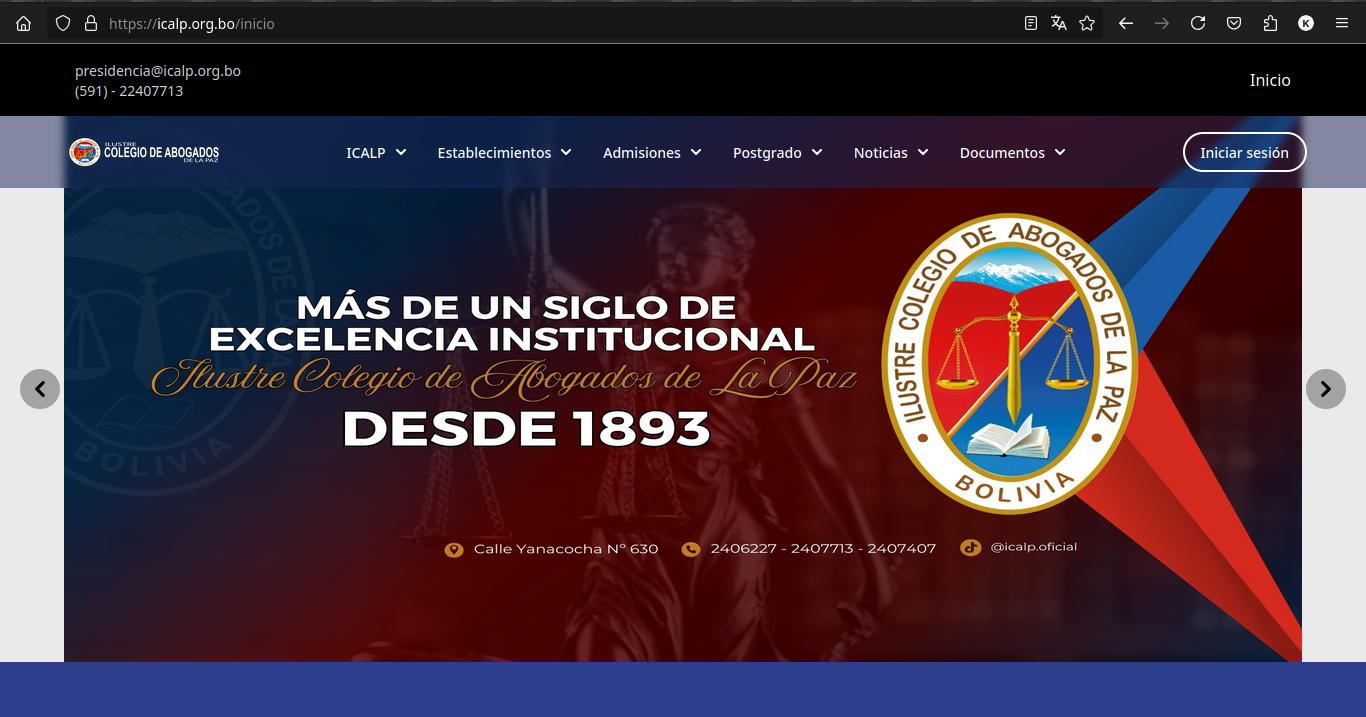 https://icalp.org.bo/inicio
K
presidencia@icalp.org.bo
(591) - 22407713
Inicio
ILUSTRE
COLEGIO DE ABOGADOS
DE LA PAZ
ICALP
Establecimientos
Admisiones
Postgrado
Noticias
Documentos
Iniciar sesión
MÁS DE UN SIGLO DE
EXCELENCIA INSTITUCIONAL
Ilustre Colegio de Abogados de La Paz
DESDE 1893
ILUSTRE COLEGIO DE ABOGADOS DE LA PAZ
• BOLIVIA •
Calle Yanacocha N° 630
2406227 - 2407713 - 2407407
@icalp.oficial
ABOGADOS DE L
BOLIVIA